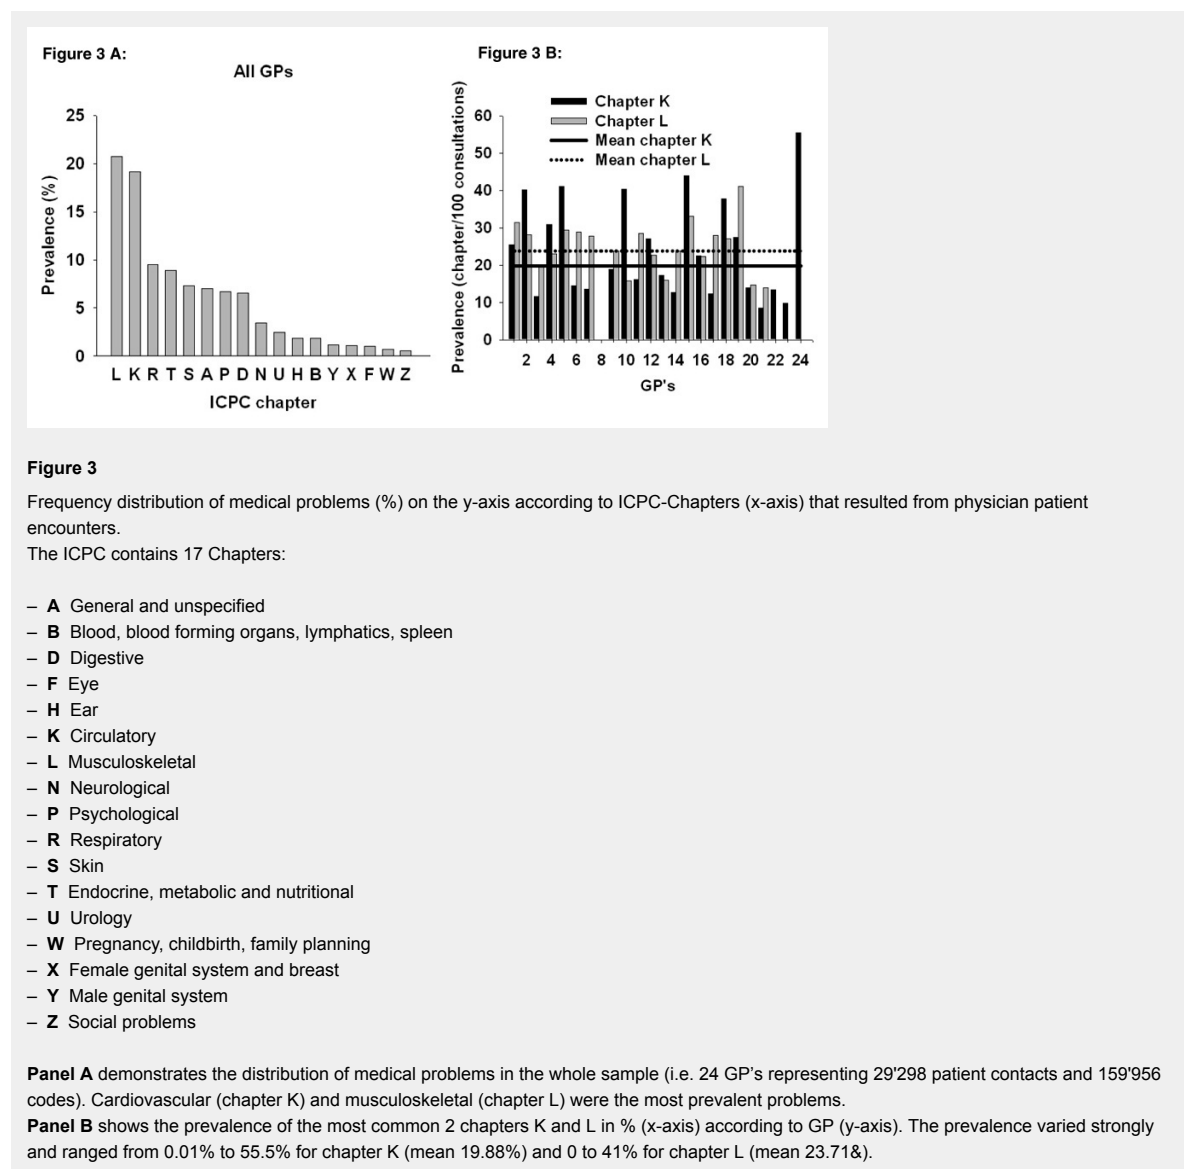 Figure 3 A:
All GPs
Prevalence (%)
25
20
15
10
5
0
L K R T S A P D N U H B Y X F W Z
ICPC chapter
Figure 3 B:
Prevalence (chapter/100 consultations)
Chapter K
Chapter L
Mean chapter K
Mean chapter L
60
50
40
30
20
10
0
2 4 6 8 10 12 14 16 18 20 22 24
GP's
Figure 3
Frequency distribution of medical problems (%) on the y-axis according to ICPC-Chapters (x-axis) that resulted from physician patient
encounters.
The ICPC contains 17 Chapters:
– A General and unspecified
– B Blood, blood forming organs, lymphatics, spleen
– D Digestive
– F Eye
– H Ear
– K Circulatory
– L Musculoskeletal
– N Neurological
– P Psychological
– R Respiratory
– S Skin
– T Endocrine, metabolic and nutritional
– U Urology
– W Pregnancy, childbirth, family planning
– X Female genital system and breast
– Y Male genital system
– Z Social problems
Panel A demonstrates the distribution of medical problems in the whole sample (i.e. 24 GP's representing 29'298 patient contacts and 159'956
codes). Cardiovascular (chapter K) and musculoskeletal (chapter L) were the most prevalent problems.
Panel B shows the prevalence of the most common 2 chapters K and L in % (x-axis) according to GP (y-axis). The prevalence varied strongly
and ranged from 0.01% to 55.5% for chapter K (mean 19.88%) and 0 to 41% for chapter L (mean 23.71&).